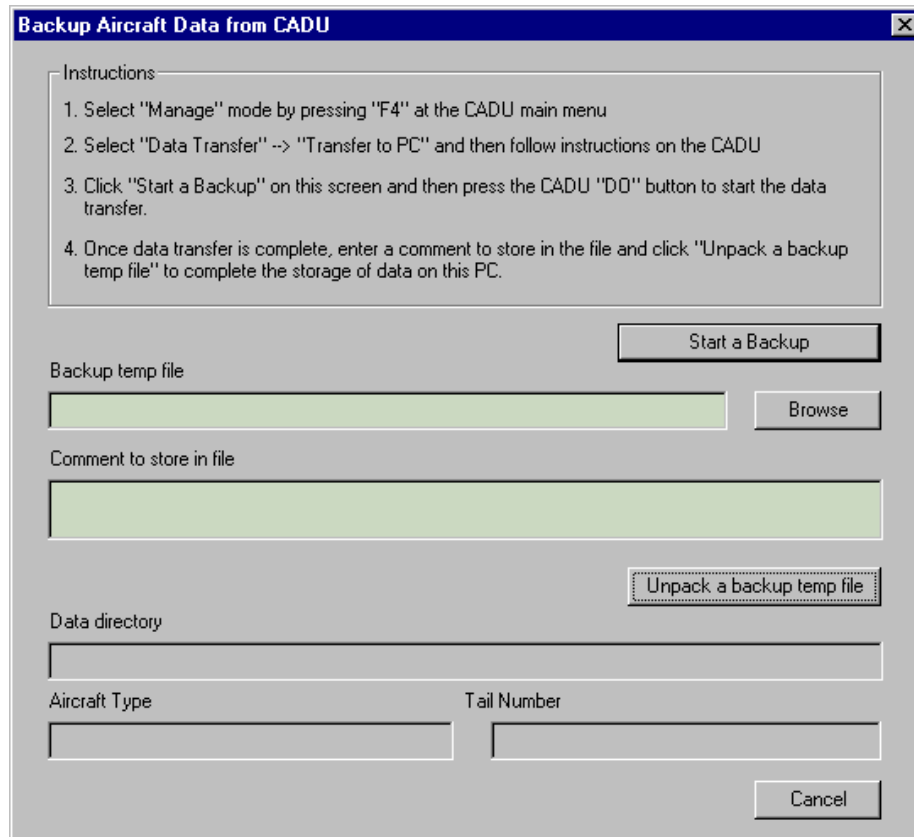 Backup Aircraft Data from CADU
Instructions
1. Select "Manage" mode by pressing "F4" at the CADU main menu
2. Select "Data Transfer" --> "Transfer to PC" and then follow instructions on the CADU
3. Click "Start a Backup" on this screen and then press the CADU "DO" button to start the data
transfer.
4. Once data transfer is complete, enter a comment to store in the file and click "Unpack a backup
temp file" to complete the storage of data on this PC.
Start a Backup
Backup temp file
Browse
Comment to store in file
Unpack a backup temp file
Data directory
Aircraft Type
Tail Number
Cancel